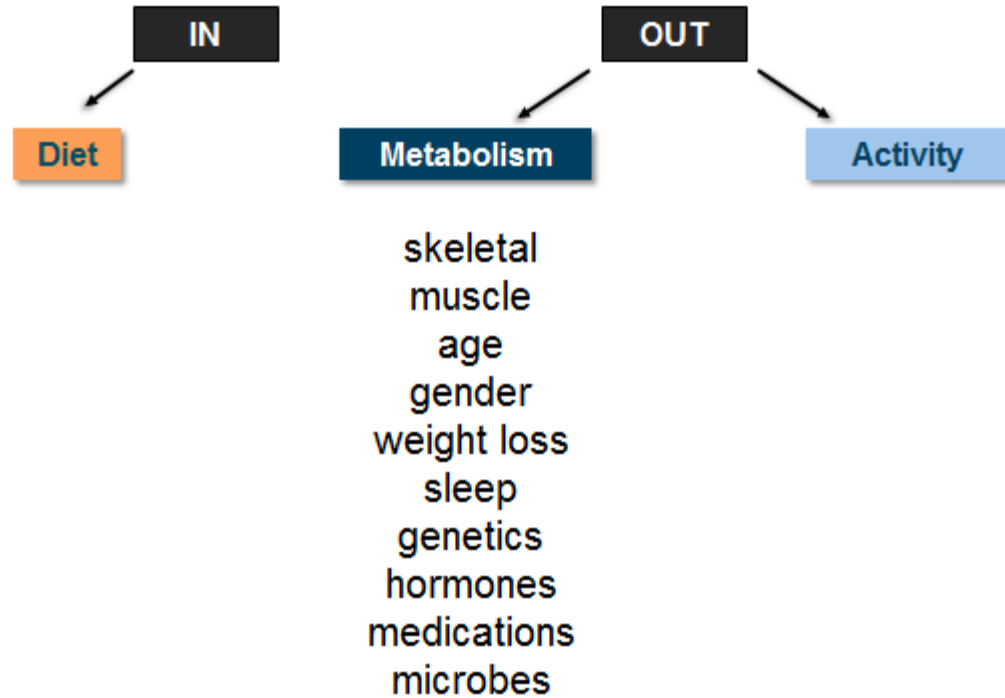 IN
OUT
Diet
Metabolism
Activity
skeletal
muscle
age
gender
weight loss
sleep
genetics
hormones
medications
microbes